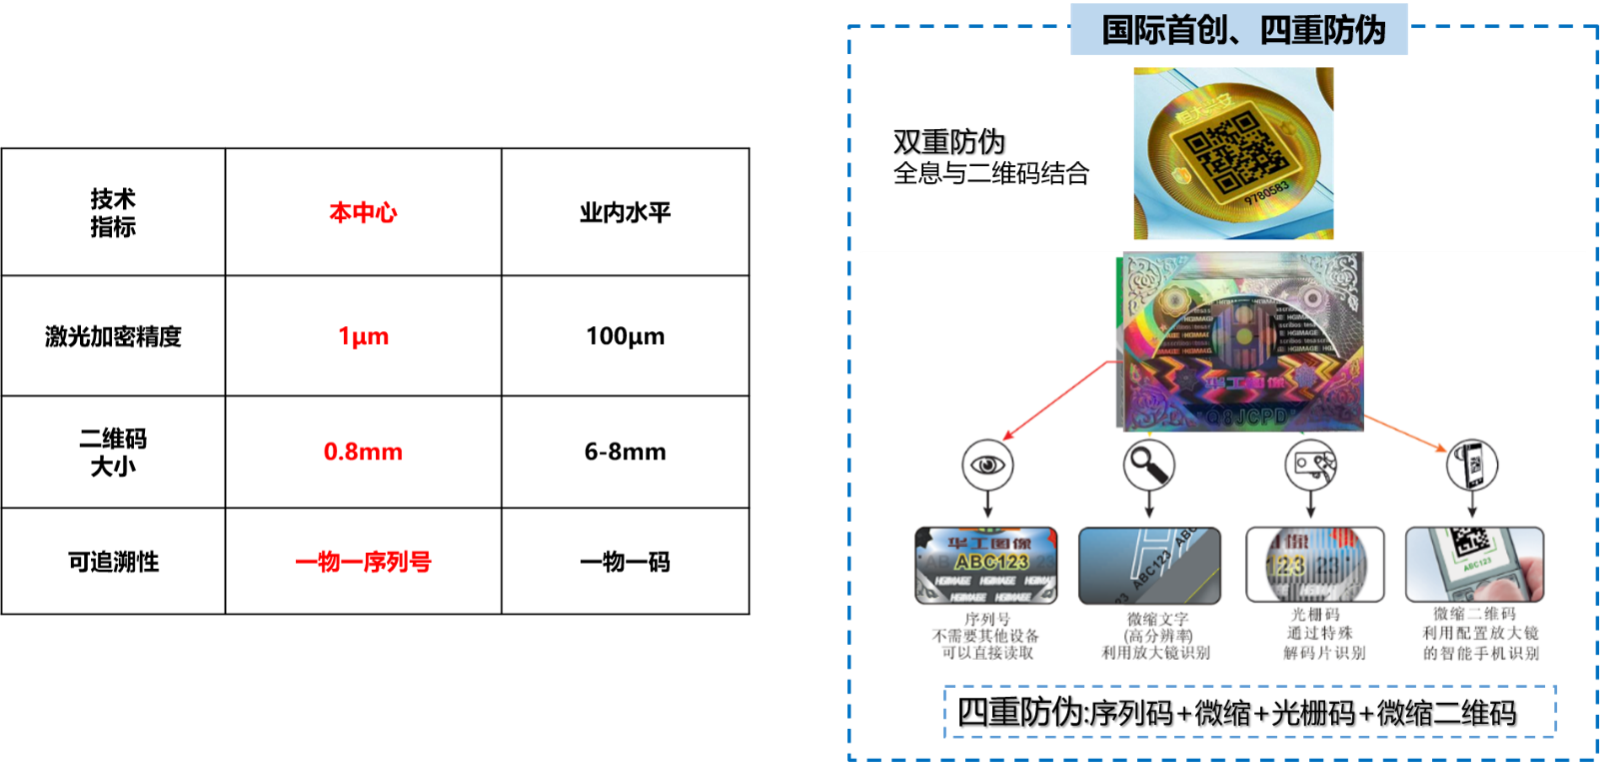 技术
指标
本中心
业内水平
激光加密精度
1μm
100μm
二维码
大小
0.8mm
6-8mm
可追溯性
一物一序列号
一物一码
国际首创、四重防伪
双重防伪
全息与二维码结合
9780583
HGIMAGE
Q8JCPD
华工图像
ABC123
HGIMAGE HGIMAGE HGIM
HGIMAGE HGIMAGE
ABC123
123
ABC123
序列号
不需要其他设备
可以直接读取
微缩文字
(高分辨率)
利用放大镜识别
光栅码
通过特殊
解码片识别
微缩二维码
利用配置放大镜
的智能手机识别
四重防伪:序列码+微缩+光栅码+微缩二维码